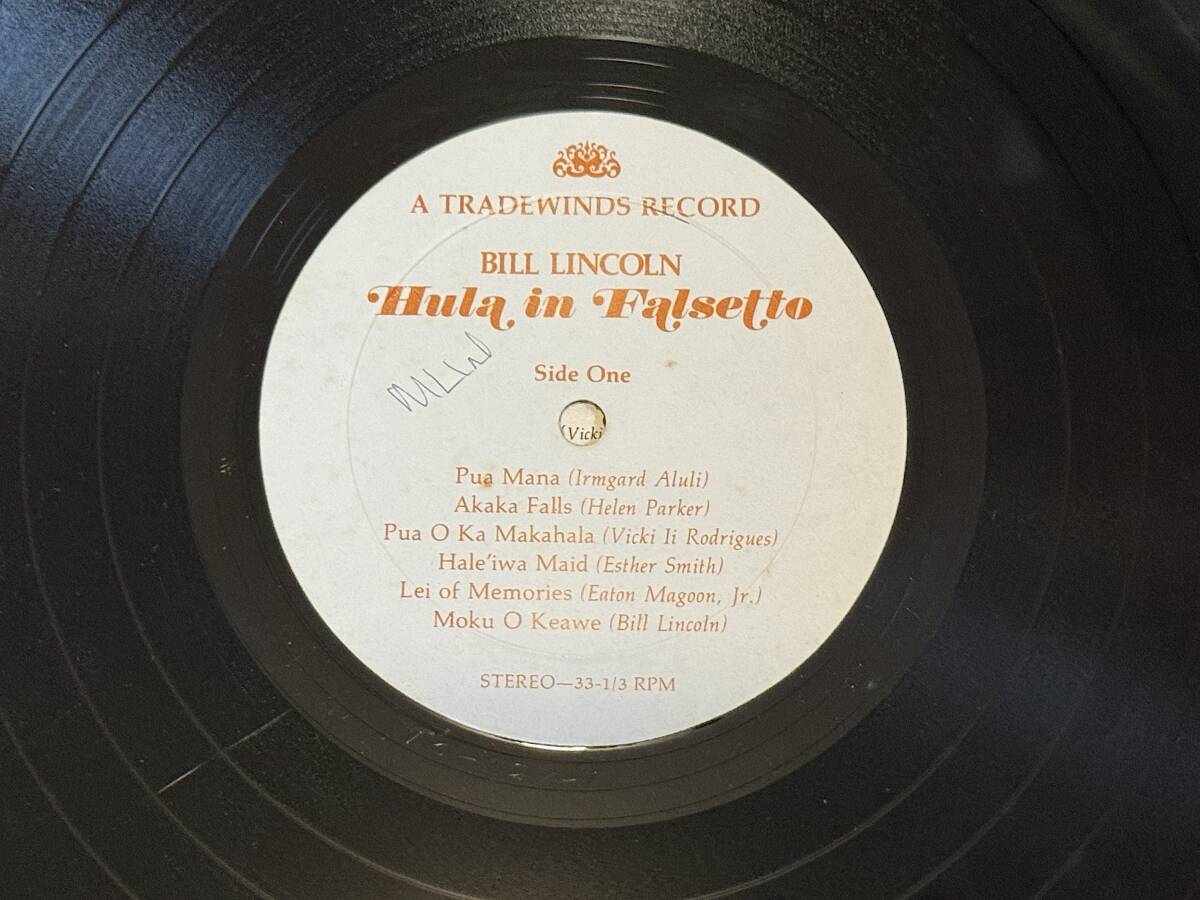 A TRADEWINDS RECORD
BILL LINCOLN
Hula in Falsetto
Side One
(Vicki
Pua Mana (Irmgard Aluli)
Akaka Falls (Helen Parker)
Pua O Ka Makahala (Vicki Ii Rodrigues)
Hale'iwa Maid (Esther Smith)
Lei of Memories (Eaton Magoon, Jr.)
Moku O Keawe (Bill Lincoln)
STEREO—33-1/3 RPM